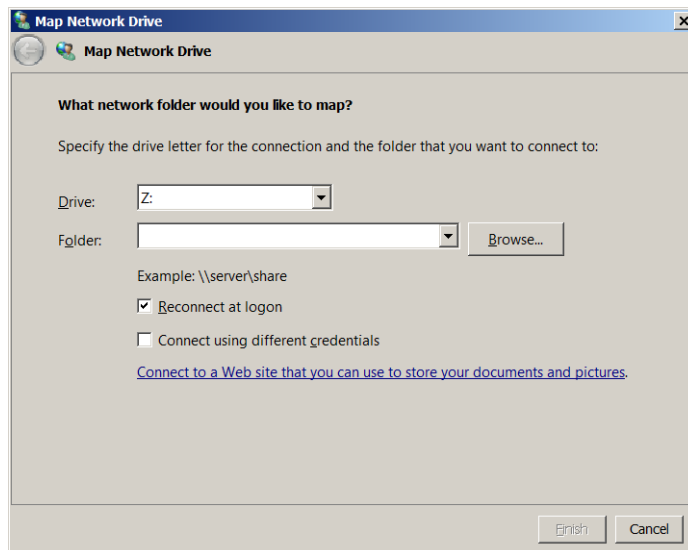 Map Network Drive
Map Network Drive
What network folder would you like to map?
Specify the drive letter for the connection and the folder that you want to connect to:
Drive: Z:
Folder: Browse...
Example: \\server\share
Reconnect at logon
Connect using different credentials
Connect to a Web site that you can use to store your documents and pictures.
Finish Cancel